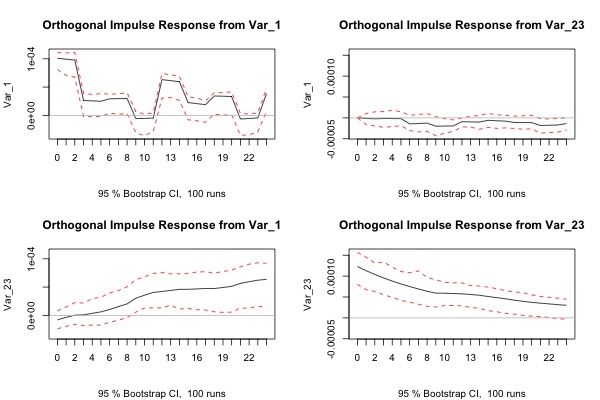 Orthogonal Impulse Response from Var_1
Var_1
0e+00
1e-04
0 2 4 6 8 10 13 16 19 22
95 % Bootstrap CI, 100 runs
Orthogonal Impulse Response from Var_23
Var_1
-0.00005
0.00010
0 2 4 6 8 10 13 16 19 22
95 % Bootstrap CI, 100 runs
Orthogonal Impulse Response from Var_1
Var_23
0e+00
1e-04
0 2 4 6 8 10 13 16 19 22
95 % Bootstrap CI, 100 runs
Orthogonal Impulse Response from Var_23
Var_23
-0.00005
0.00010
0 2 4 6 8 10 13 16 19 22
95 % Bootstrap CI, 100 runs